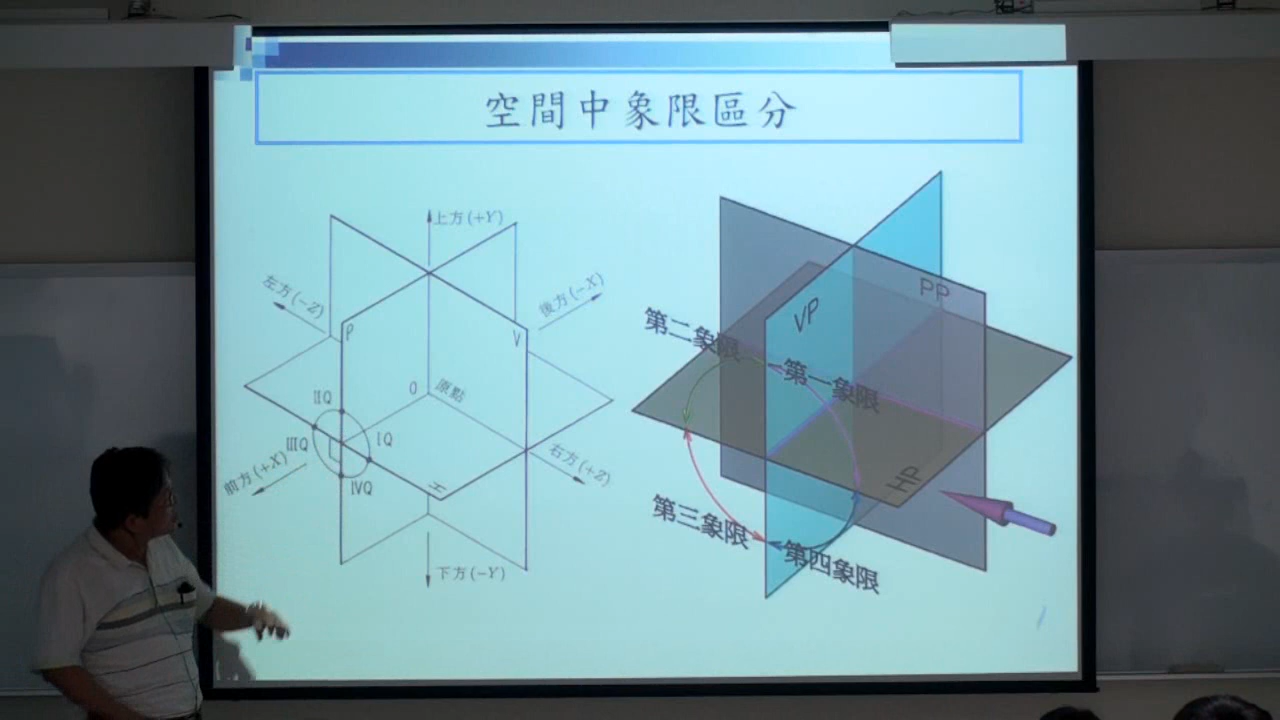 空間中象限區分
上方(+Y)
左方(-Z)
後方(-X)
P
V
O
原點
IIQ
IIIQ
IQ
IVQ
前方(+X)
右方(+Z)
H
下方(-Y)
PP
VP
第二象限
第一象限
HP
第三象限
第四象限